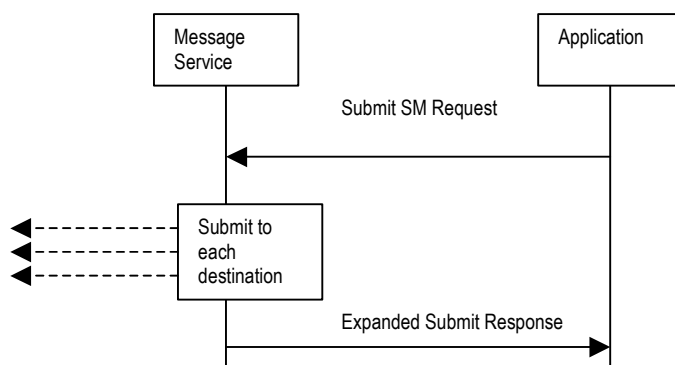 Message
Service
Application
Submit SM Request
Submit to
each
destination
Expanded Submit Response